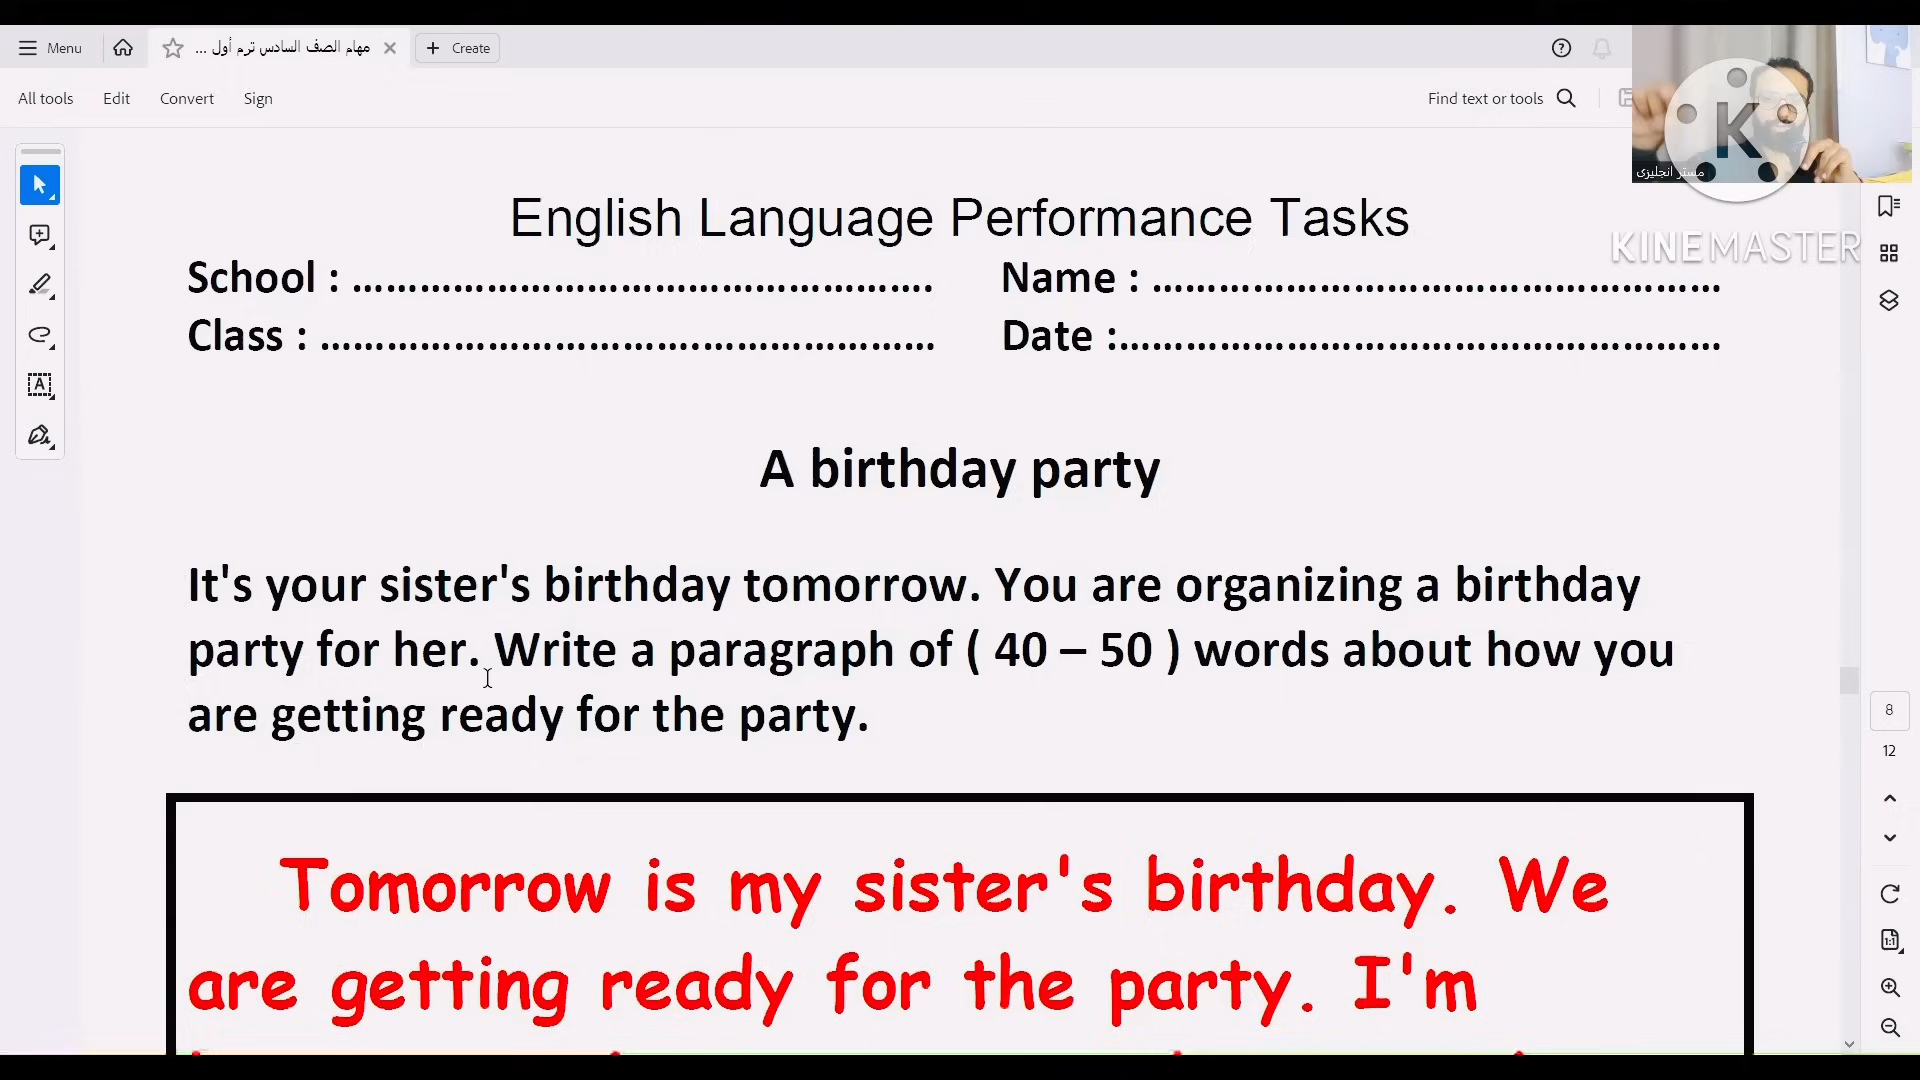 Menu
مهام الصف السادس ترم أول ...
Create
All tools
Edit
Convert
Sign
Find text or tools
K
مستر انجليزى
KINEMASTER
English Language Performance Tasks
School : ....................................................
Name : ...................................................
Class : .......................................................
Date :......................................................
A birthday party
It's your sister's birthday tomorrow. You are organizing a birthday
party for her. Write a paragraph of ( 40 – 50 ) words about how you
are getting ready for the party.
Tomorrow is my sister's birthday. We
are getting ready for the party. I'm
8
12